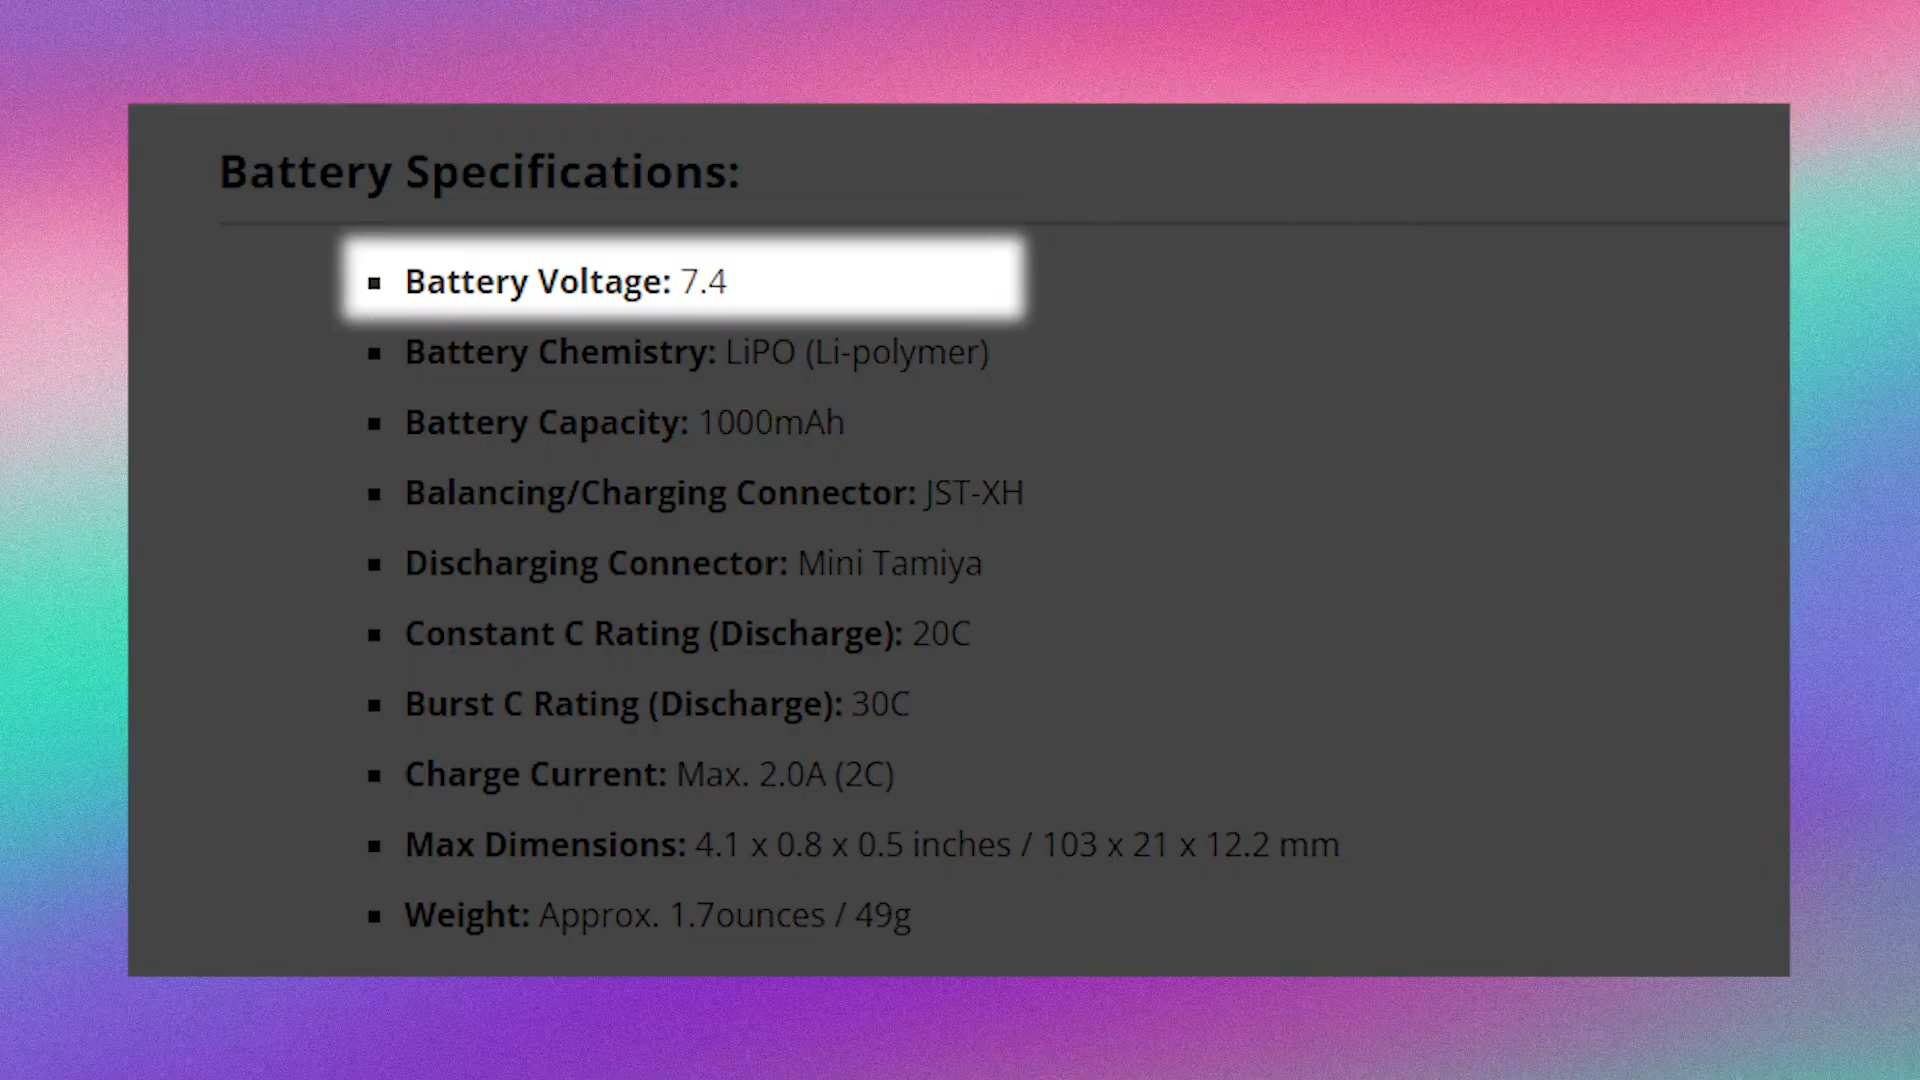 Battery Specifications:
▪ Battery Voltage: 7.4
▪ Battery Chemistry: LiPO (Li-polymer)
▪ Battery Capacity: 1000mAh
▪ Balancing/Charging Connector: JST-XH
▪ Discharging Connector: Mini Tamiya
▪ Constant C Rating (Discharge): 20C
▪ Burst C Rating (Discharge): 30C
▪ Charge Current: Max. 2.0A (2C)
▪ Max Dimensions: 4.1 x 0.8 x 0.5 inches / 103 x 21 x 12.2 mm
▪ Weight: Approx. 1.7ounces / 49g